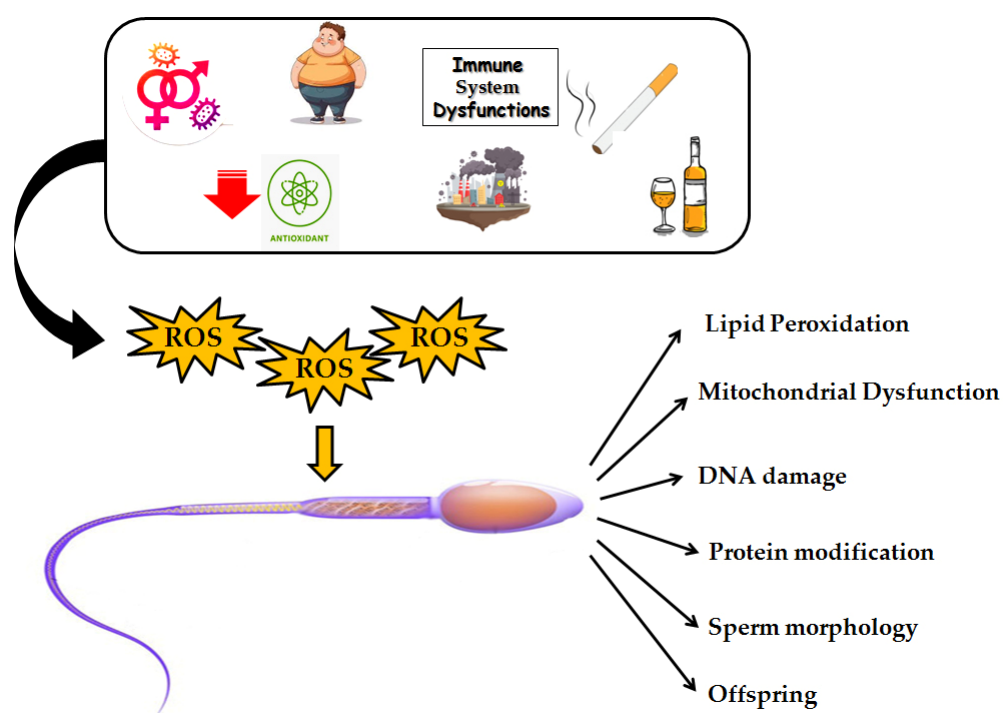 Immune
System
Dysfunctions
ANTIOXIDANT
ROS
ROS
ROS
Lipid Peroxidation
Mitochondrial Dysfunction
DNA damage
Protein modification
Sperm morphology
Offspring